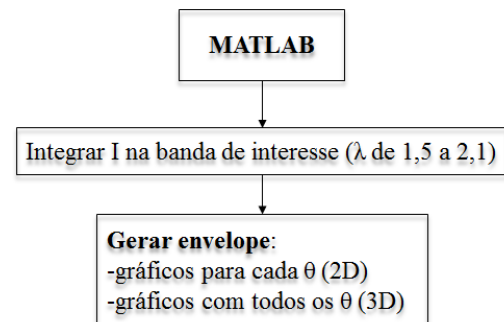 MATLAB
Integrar I na banda de interesse (λ de 1,5 a 2,1)
Gerar envelope:
-gráficos para cada θ (2D)
-gráficos com todos os θ (3D)